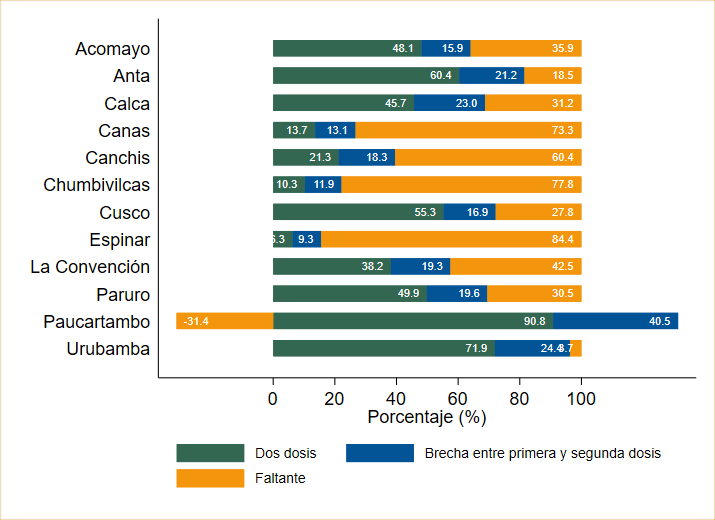 Acomayo 48.1 15.9 35.9
Anta 60.4 21.2 18.5
Calca 45.7 23.0 31.2
Canas 13.7 13.1 73.3
Canchis 21.3 18.3 60.4
Chumbivilcas 10.3 11.9 77.8
Cusco 55.3 16.9 27.8
Espinar 9.3 84.4
La Convención 38.2 19.3 42.5
Paruro 49.9 19.6 30.5
Paucartambo -31.4 90.8 40.5
Urubamba 71.9 24.4 3.7
0 20 40 60 80 100
Porcentaje (%)
Dos dosis Brecha entre primera y segunda dosis
Faltante